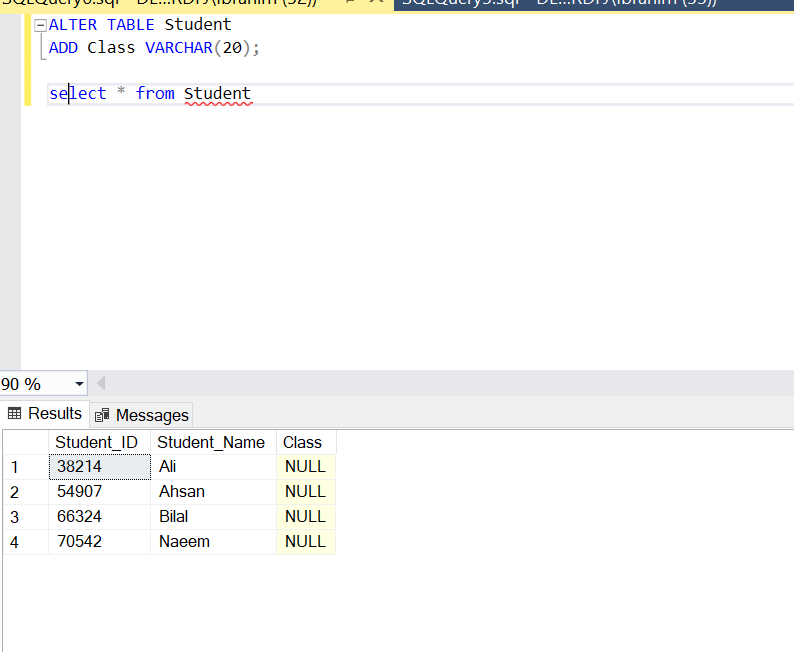 ALTER TABLE Student
ADD Class VARCHAR(20);
select * from Student
90 %
Results Messages
Student_ID Student_Name Class
1 38214 Ali NULL
2 54907 Ahsan NULL
3 66324 Bilal NULL
4 70542 Naeem NULL